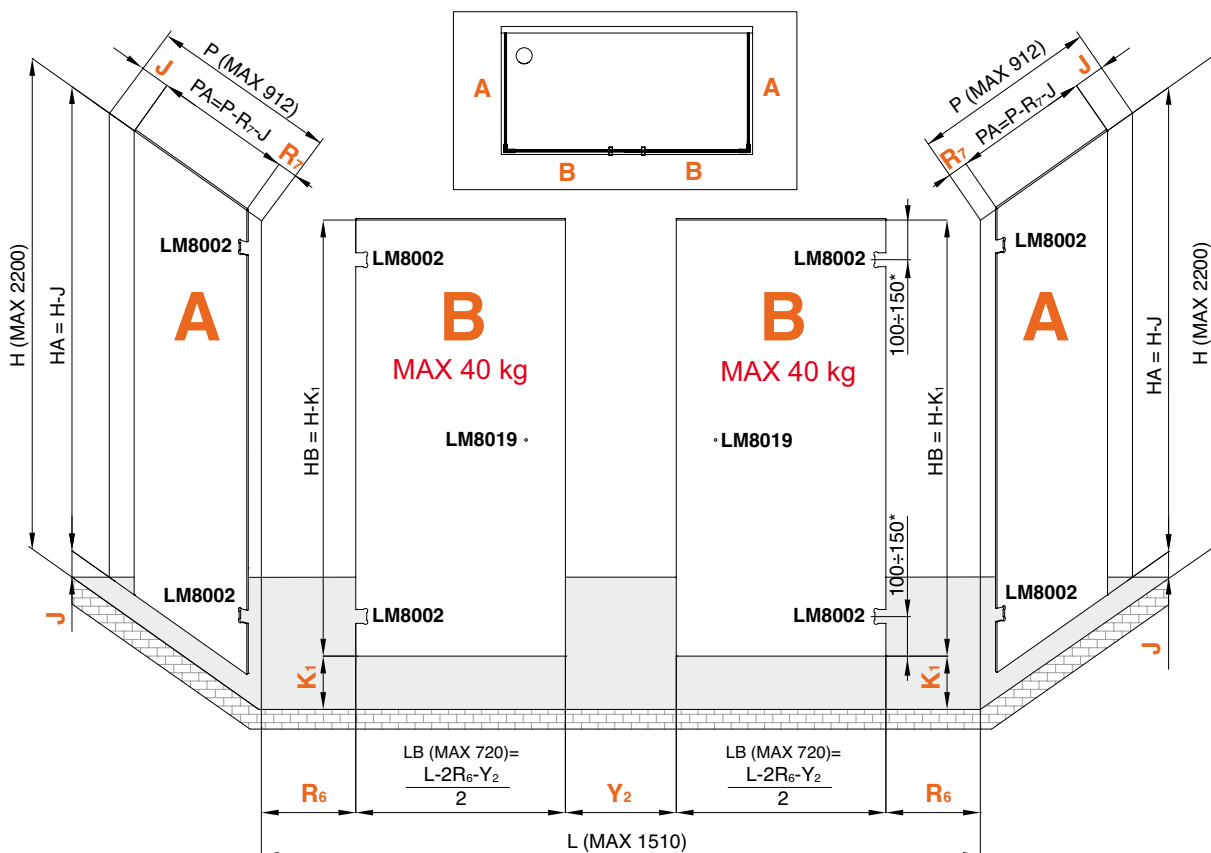 P (MAX 912)
J
PA=P-R₇-J
R₇
A
A
B
B
P (MAX 912)
J
PA=P-R₇-J
R₇
H (MAX 2200)
HA = H-J
LM8002
A
LM8002
J
HB = H-K₁
LM8002
B
MAX 40 kg
LM8019
LM8002
K₁
LM8002
B
MAX 40 kg
LM8019
LM8002
100÷150*
100÷150*
HB = H-K₁
K₁
LM8002
A
LM8002
HA = H-J
H (MAX 2200)
J
LB (MAX 720)=
L-2R₆-Y₂
2
LB (MAX 720)=
L-2R₆-Y₂
2
R₆
Y₂
R₆
L (MAX 1510)